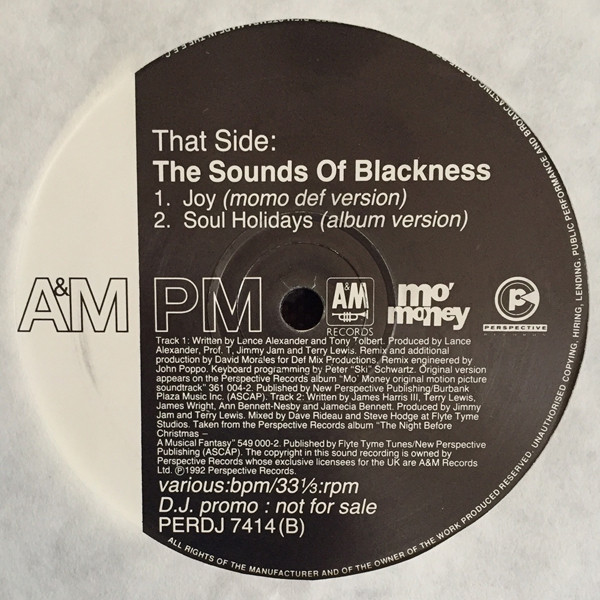 That Side:
The Sounds Of Blackness
1. Joy (momo def version)
2. Soul Holidays (album version)
A&M PM
A&M
RECORDS
mo'
money
PERSPECTIVE
Track 1: Written by Lance Alexander and Tony Tolbert. Produced by Lance
Alexander, Prof. T, Jimmy Jam and Terry Lewis. Remix and additional
production by David Morales for Def Mix Productions. Remix engineered by
John Poppo. Keyboard programming by Peter "Ski" Schwartz. Original version
appears on the Perspective Records album "Mo' Money original motion picture
soundtrack" 361 004-2. Published by New Perspective Publishing/Burbank
Plaza Music Inc. (ASCAP). Track 2: Written by James Harris III, Terry Lewis,
James Wright, Ann Bennett-Nesby and Jamecia Bennett. Produced by Jimmy
Jam and Terry Lewis. Mixed by Dave Rideau and Steve Hodge at Flyte Tyme
Studios. Taken from the Perspective Records album "The Night Before
Christmas –
A Musical Fantasy" 549 000-2. Published by Flyte Tyme Tunes/New Perspective
Publishing (ASCAP). The copyright in this sound recording is owned by
Perspective Records whose exclusive licensees for the UK are A&M Records
Ltd. Ⓟ1992 Perspective Records.
various:bpm/33⅓:rpm
D.J. promo : not for sale
PERDJ 7414 (B)
ALL RIGHTS OF THE MANUFACTURER AND OF THE OWNER OF THE WORK PRODUCED RESERVED. UNAUTHORISED COPYING, HIRING, LENDING, PUBLIC PERFORMANCE AND BROADCASTING OF THE